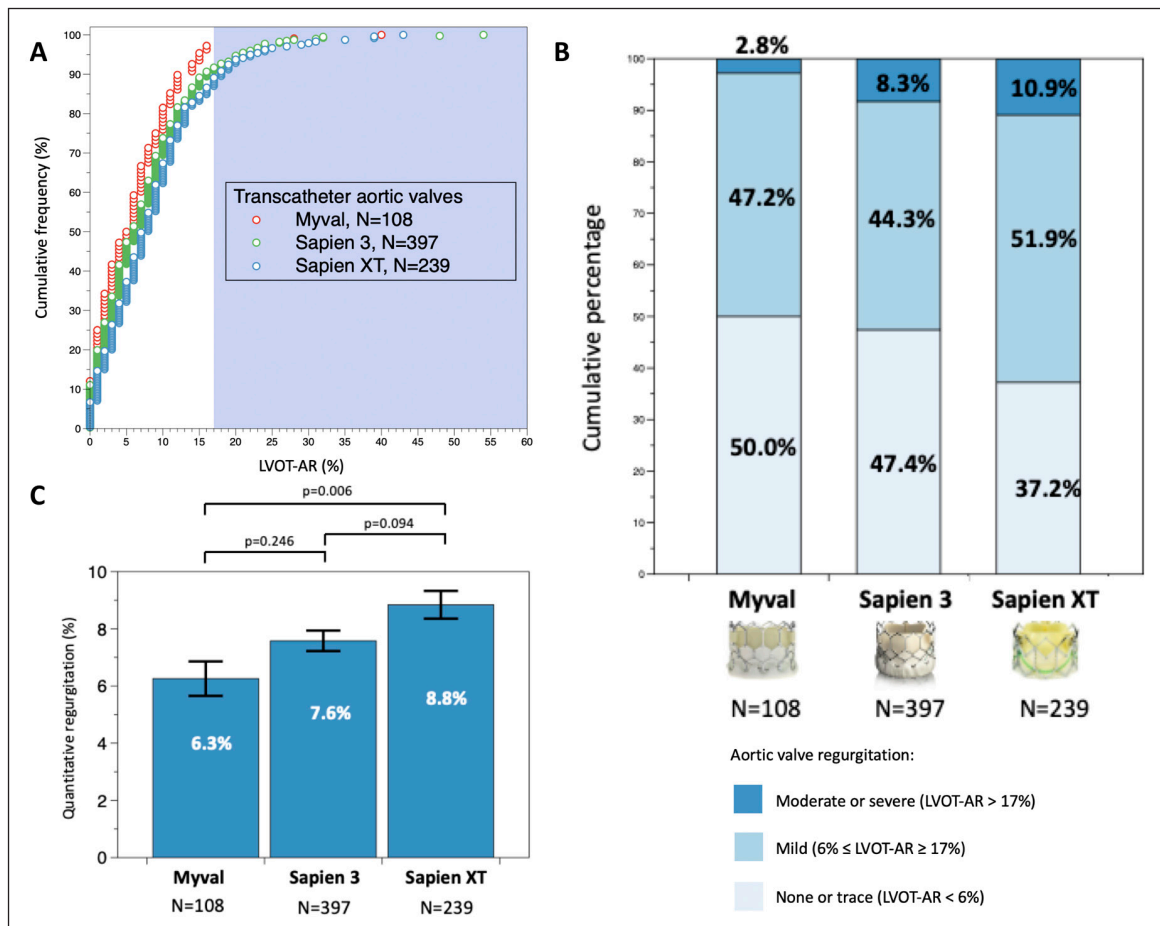 A
Cumulative frequency (%)
100
90
80
70
60
50
40
30
20
10
0
Transcatheter aortic valves
Myval, N=108
Sapien 3, N=397
Sapien XT, N=239
0 5 10 15 20 25 30 35 40 45 50 55 60
LVOT-AR (%)
B
Cumulative percentage
100
90
80
70
60
50
40
30
20
10
0
2.8%
8.3%
10.9%
47.2%
44.3%
51.9%
50.0%
47.4%
37.2%
Myval Sapien 3 Sapien XT
N=108 N=397 N=239
Aortic valve regurgitation:
Moderate or severe (LVOT-AR > 17%)
Mild (6% ≤ LVOT-AR ≥ 17%)
None or trace (LVOT-AR < 6%)
C
p=0.006
p=0.094
p=0.246
Quantitative regurgitation (%)
10
8
6
4
2
0
6.3%
7.6%
8.8%
Myval Sapien 3 Sapien XT
N=108 N=397 N=239